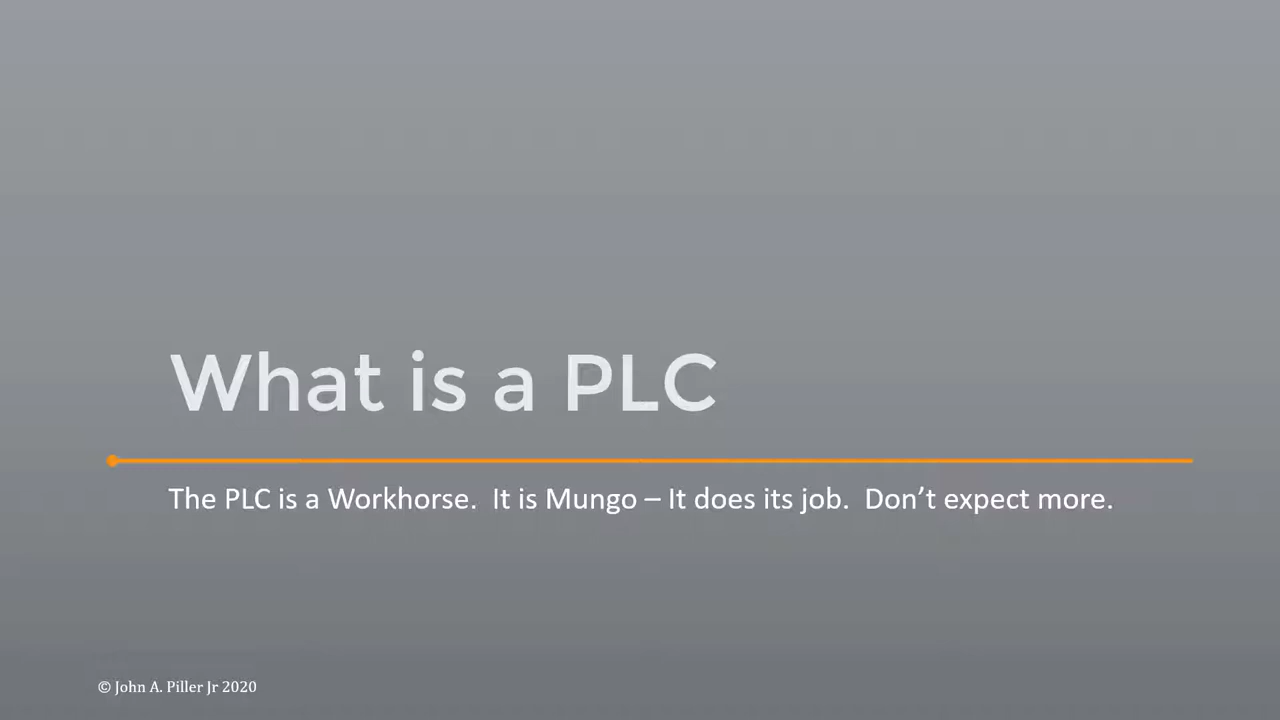 What is a PLC
The PLC is a Workhorse.  It is Mungo – It does its job.  Don’t expect more.
© John A. Piller Jr 2020